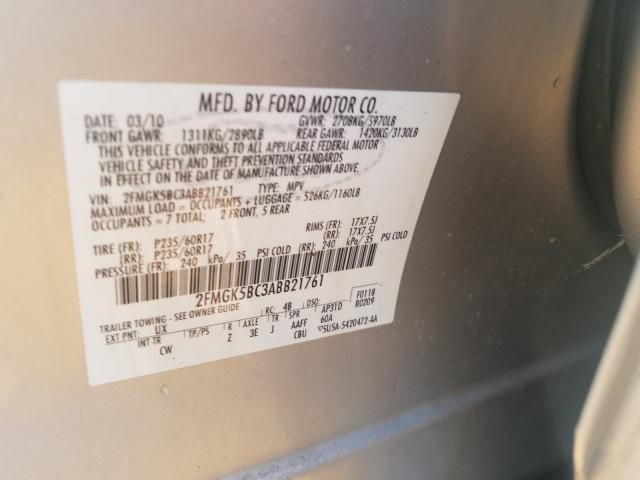 MFD. BY FORD MOTOR CO.
DATE: 03/10 GVWR: 2708KG/5970LB
FRONT GAWR: 1311KG/2890LB REAR GAWR: 1420KG/3130LB
THIS VEHICLE CONFORMS TO ALL APPLICABLE FEDERAL MOTOR
VEHICLE SAFETY AND THEFT PREVENTION STANDARDS
IN EFFECT ON THE DATE OF MANUFACTURE SHOWN ABOVE.
VIN: 2FMGK5BC3ABB21761 TYPE: MPV
MAXIMUM LOAD = OCCUPANTS + LUGGAGE = 526KG/1160LB
OCCUPANTS = 7 TOTAL: 2 FRONT, 5 REAR
TIRE (FR): P235/60R17 RIMS (FR): 17X7.5J
(RR): P235/60R17 (RR): 17X7.5J
PRESSURE (FR): 240 kPa/ 35 PSI COLD (RR): 240 kPa/ 35 PSI COLD
2FMGK5BC3ABB21761
TRAILER TOWING - SEE OWNER GUIDE RC: 48 DSO: F0118
EXT PNT: UX AP31D R0209
INT TR TP/PS R AXLE TR SPR 60A
CW Z 3E J AAFF
CBU ▽5U5A-5420472-AA